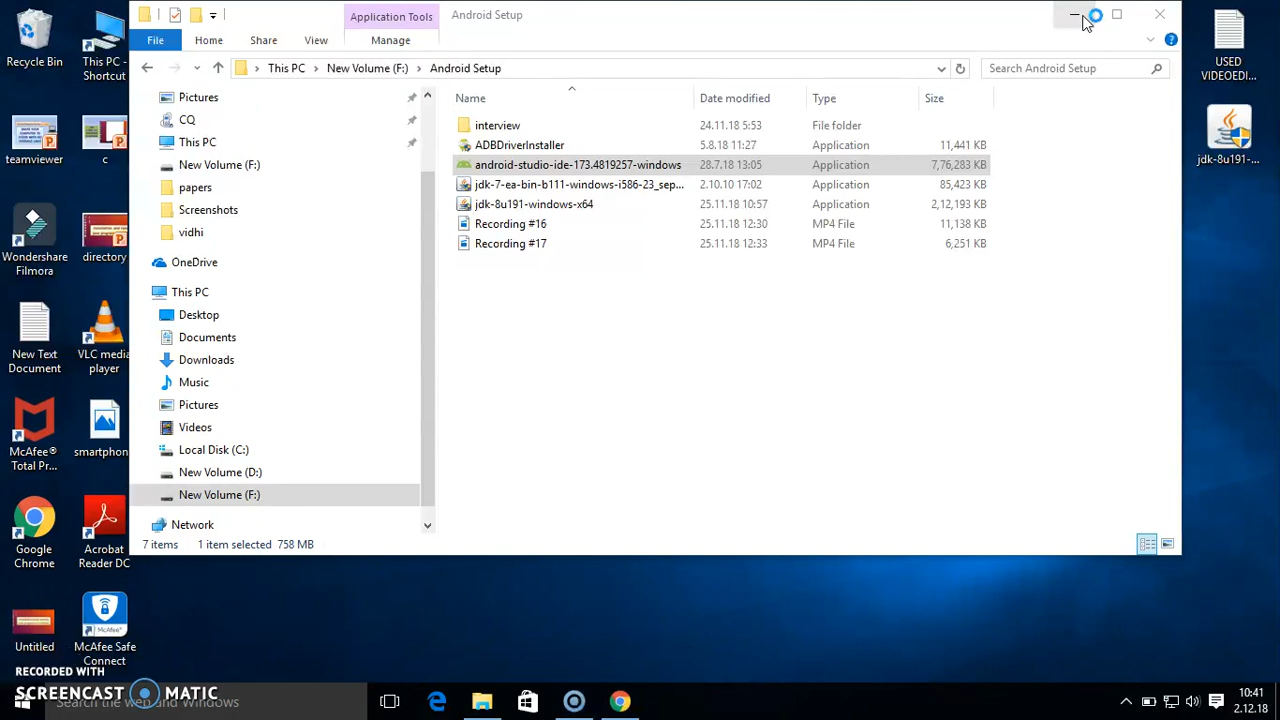 Recycle Bin
This PC -
Shortcut
teamviewer
c
Wondershare
Filmora
directory
New Text
Document
VLC media
player
McAfee®
Total Pr...
smartphon
Google
Chrome
Acrobat
Reader DC
Untitled
McAfee Safe
Connect
Application Tools
Android Setup
File
Home
Share
View
Manage
This PC
New Volume (F:)
Android Setup
Search Android Setup
Pictures
CQ
This PC
New Volume (F:)
papers
Screenshots
vidhi
OneDrive
This PC
Desktop
Documents
Downloads
Music
Pictures
Videos
Local Disk (C:)
New Volume (D:)
New Volume (F:)
Network
Name Date modified Type Size
interview 24.11.18 5:53 File folder
ADBDriverInstaller 5.8.18 11:27 Application 11,441 KB
android-studio-ide-173.4819257-windows 28.7.18 13:05 Application 7,76,283 KB
jdk-7-ea-bin-b111-windows-i586-23_sep... 2.10.10 17:02 Application 85,423 KB
jdk-8u191-windows-x64 25.11.18 10:57 Application 2,12,193 KB
Recording #16 25.11.18 12:30 MP4 File 11,138 KB
Recording #17 25.11.18 12:33 MP4 File 6,251 KB
7 items 1 item selected 758 MB
USED
VIDEOEDI...
jdk-8u191-...
RECORDED WITH
SCREENCAST MATIC
Search the web and Windows
10:41
2.12.18